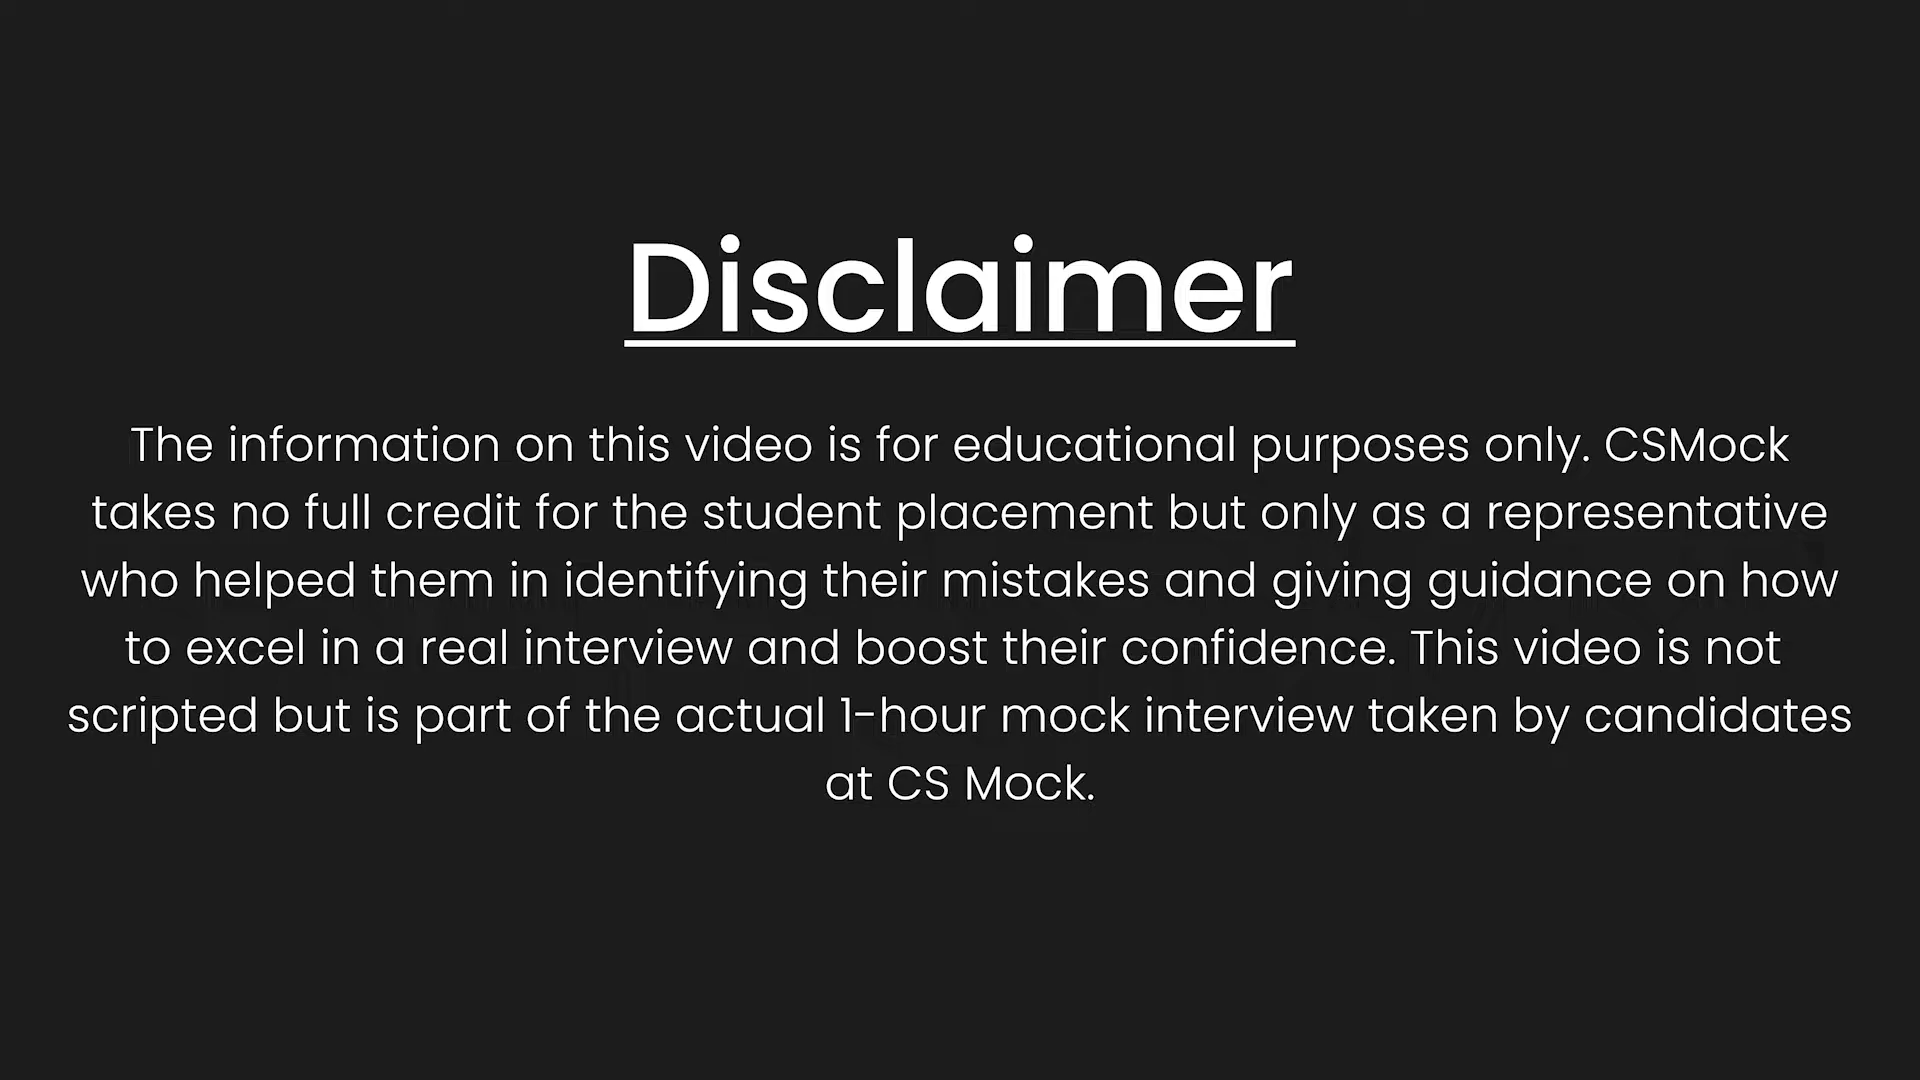 Disclaimer
The information on this video is for educational purposes only. CSMock
takes no full credit for the student placement but only as a representative
who helped them in identifying their mistakes and giving guidance on how
to excel in a real interview and boost their confidence. This video is not
scripted but is part of the actual 1-hour mock interview taken by candidates
at CS Mock.